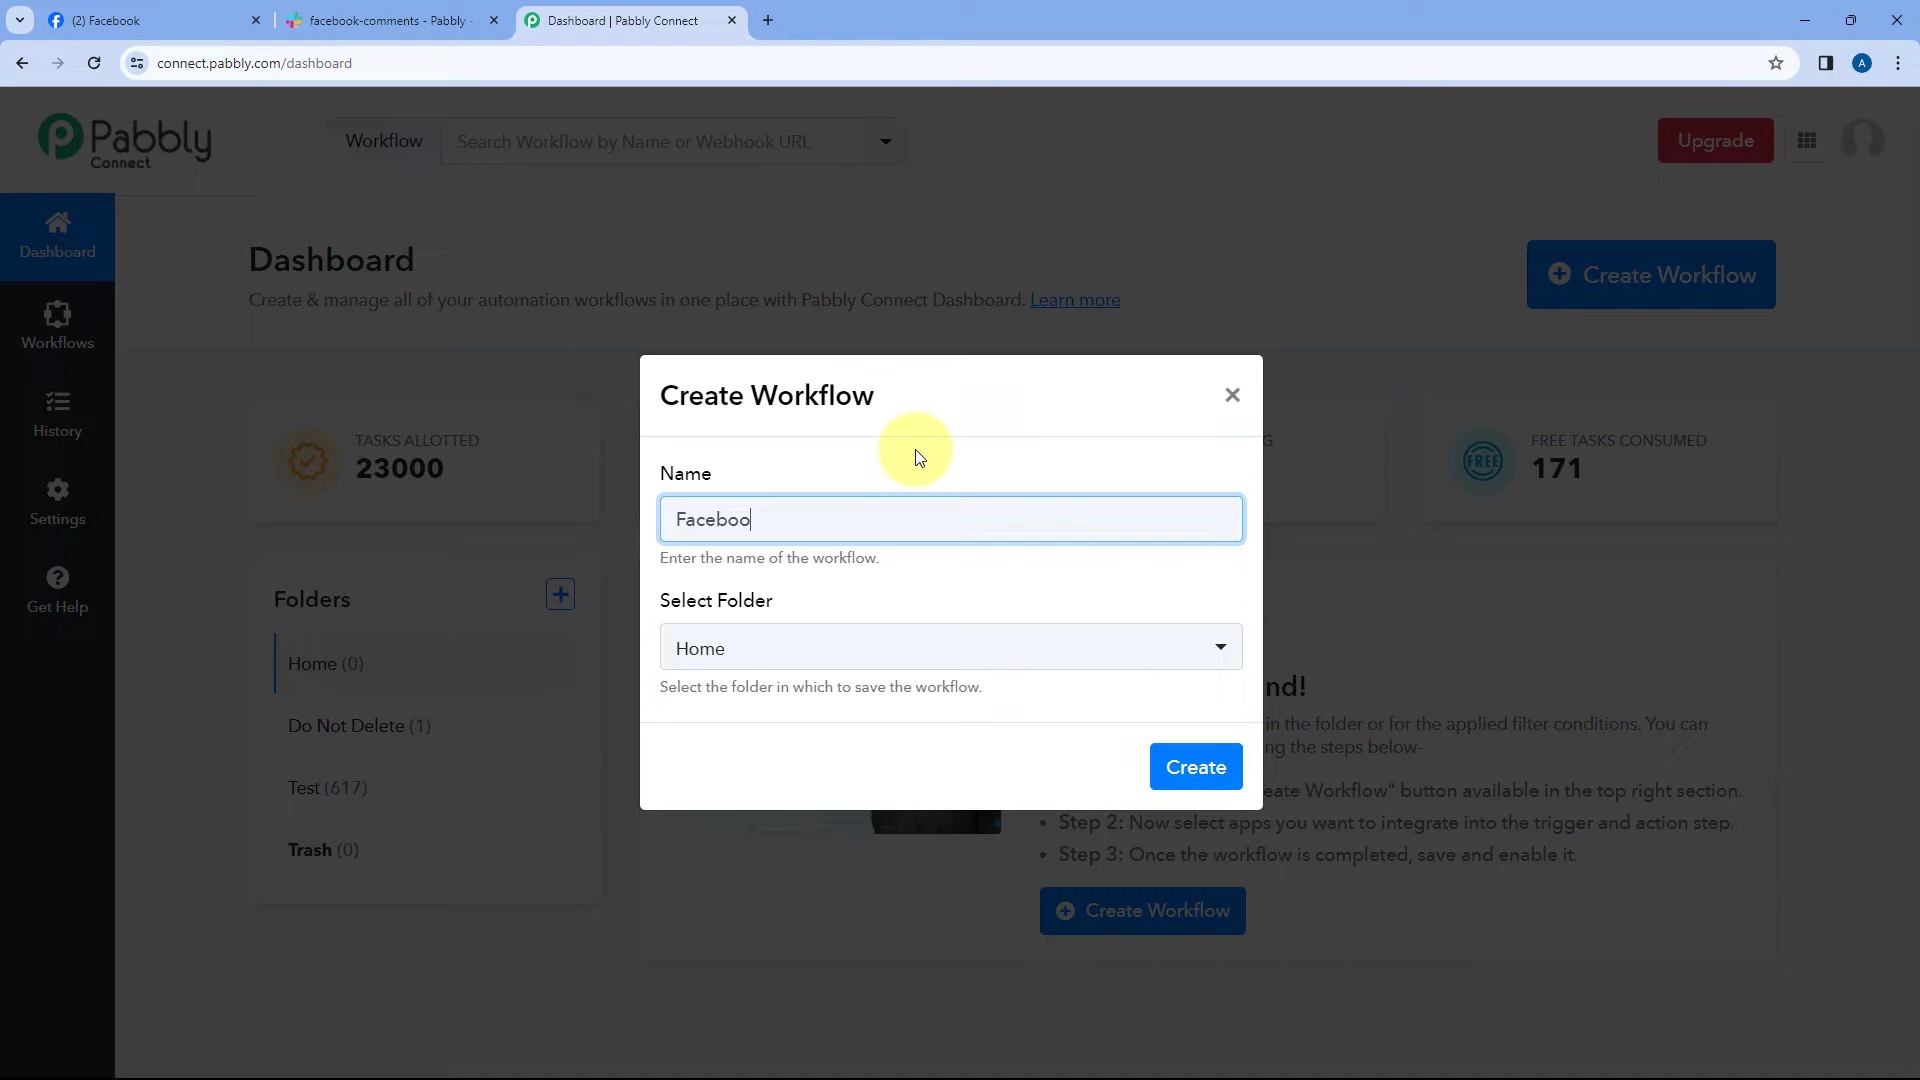 (2) Facebook
facebook-comments - Pabbly -
Dashboard | Pabbly Connect
connect.pabbly.com/dashboard
A
Pabbly
Connect
Workflow
Search Workflow by Name or Webhook URL
Upgrade
Dashboard
Workflows
History
Settings
Get Help
Dashboard
Create & manage all of your automation workflows in one place with Pabbly Connect Dashboard. Learn more
Create Workflow
TASKS ALLOTTED
23000
G
FREE
FREE TASKS CONSUMED
171
Folders
Home (0)
Do Not Delete (1)
Test (617)
Trash (0)
Create Workflow
Name
Faceboo
Enter the name of the workflow.
Select Folder
Home
Select the folder in which to save the workflow.
Create
nd!
in the folder or for the applied filter conditions. You can
ng the steps below-
eate Workflow" button available in the top right section.
• Step 2: Now select apps you want to integrate into the trigger and action step.
• Step 3: Once the workflow is completed, save and enable it.
Create Workflow